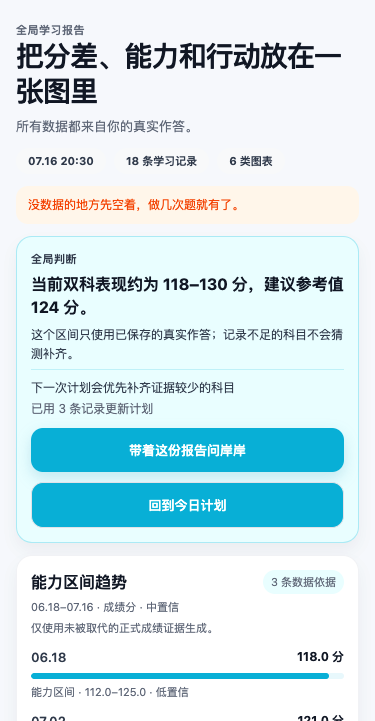 全局学习报告
把分差、能力和行动放在一
张图里
所有数据都来自你的真实作答。
07.16 20:30 18 条学习记录 6 类图表
没数据的地方先空着，做几次题就有了。
全局判断
当前双科表现约为 118–130 分，建议参考值
124 分。
这个区间只使用已保存的真实作答；记录不足的科目不会猜
测补齐。
下一次计划会优先补齐证据较少的科目
已用 3 条记录更新计划
带着这份报告问岸岸
回到今日计划
能力区间趋势 3 条数据依据
06.18–07.16 · 成绩分 · 中置信
仅使用未被取代的正式成绩证据生成。
06.18 118.0 分
能力区间 · 112.0–125.0 · 低置信
07.02 121.0 分